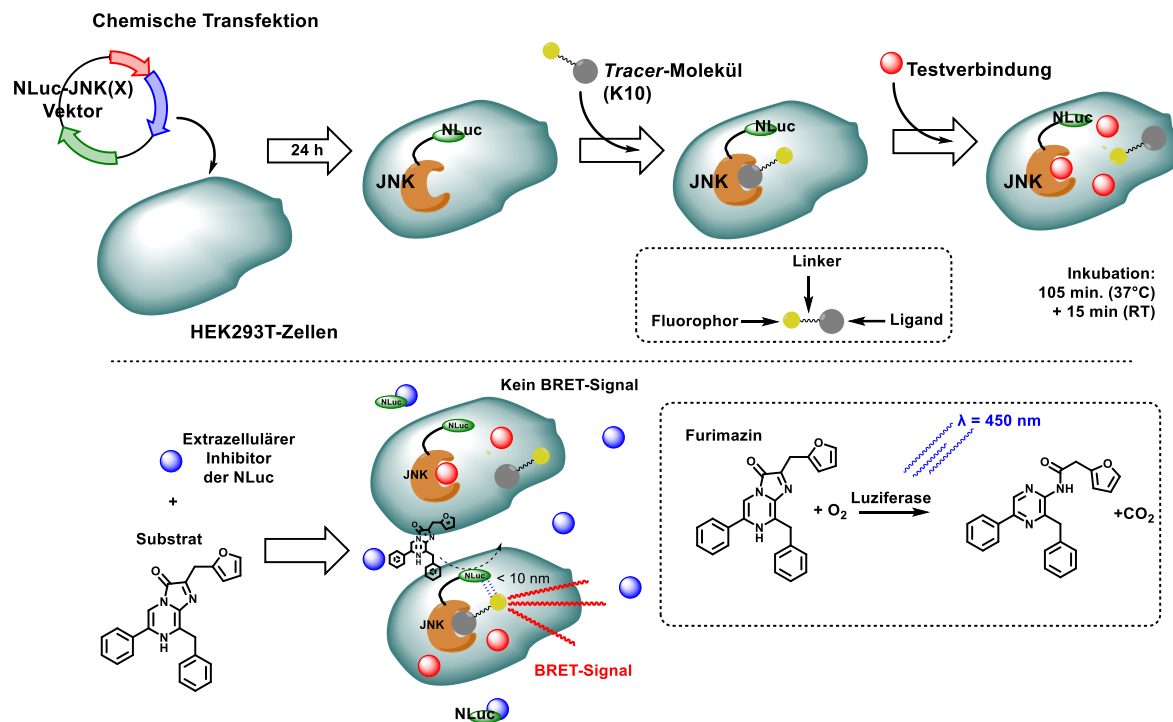 Chemische Transfektion
NLuc-JNK(X)
Vektor
HEK293T-Zellen
24 h
NLuc
JNK
Tracer-Molekül
(K10)
NLuc
JNK
Testverbindung
NLuc
JNK
Linker
Fluorophor
Ligand
Inkubation:
105 min. (37°C)
+ 15 min (RT)
Extrazellulärer
Inhibitor
der NLuc
+
Substrat
O
O
N
N
N
H
Kein BRET-Signal
NLuc
NLuc
JNK
O
O
N
N
N
H
NLuc
< 10 nm
JNK
BRET-Signal
NLuc
Furimazin
λ = 450 nm
O
O
N
N
N
H
+ O2
Luziferase
O
O
N
NH
N
+CO2